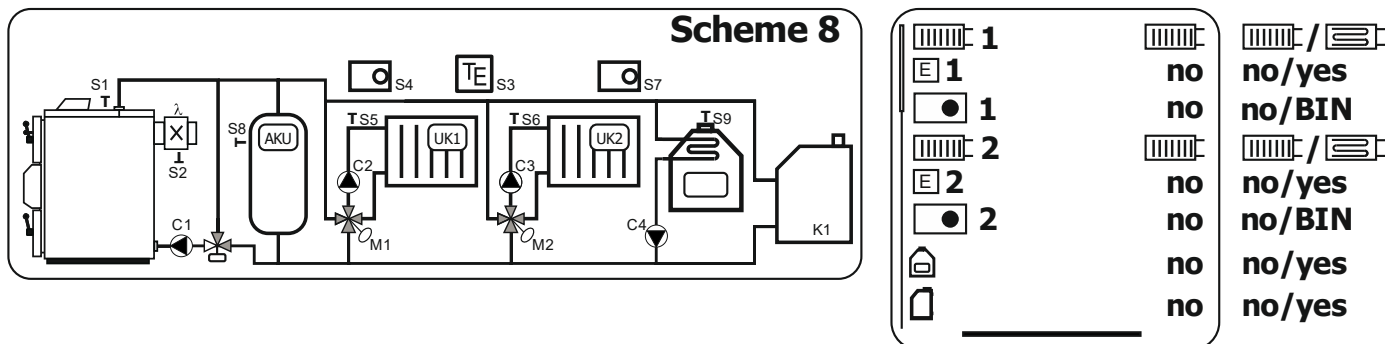 Scheme 8
S1
λ
S2
C1
S8
AKU
S5
UK1
C2
M1
S4
TE
S3
S6
UK2
C3
M2
S7
S9
C4
K1
1 /
E 1 no no/yes
1 no no/BIN
2 /
E 2 no no/yes
2 no no/BIN
no no/yes
no no/yes